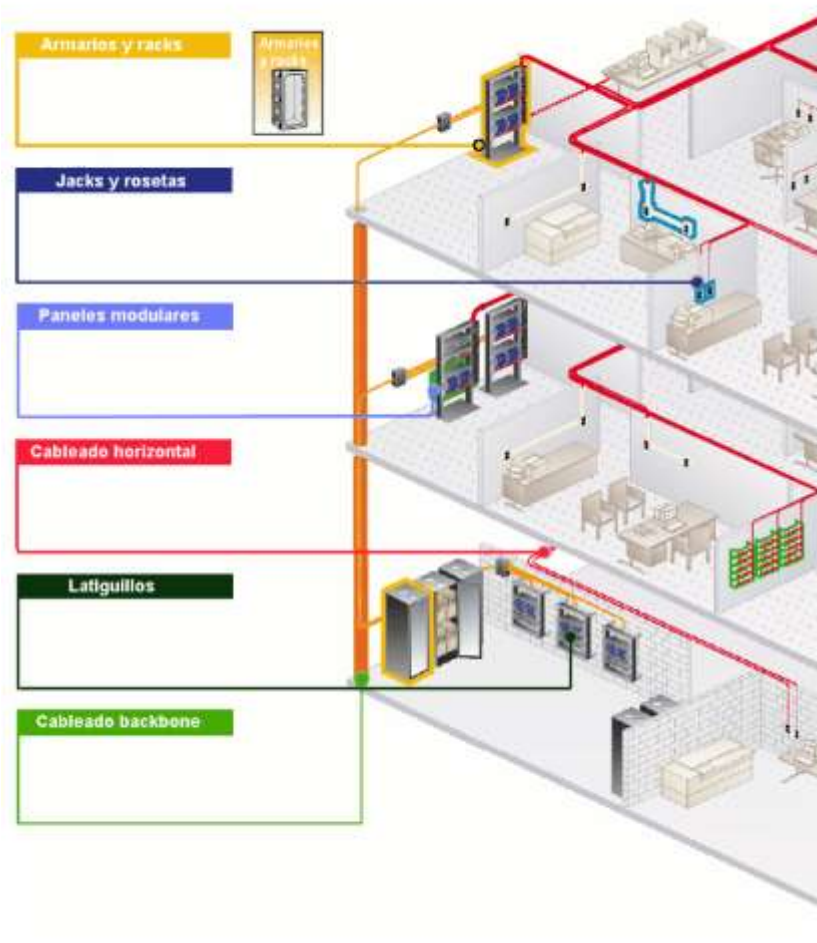 Armarios y racks
Armarios
y racks
Jacks y rosetas
Paneles modulares
Cableado horizontal
Latiguillos
Cableado backbone